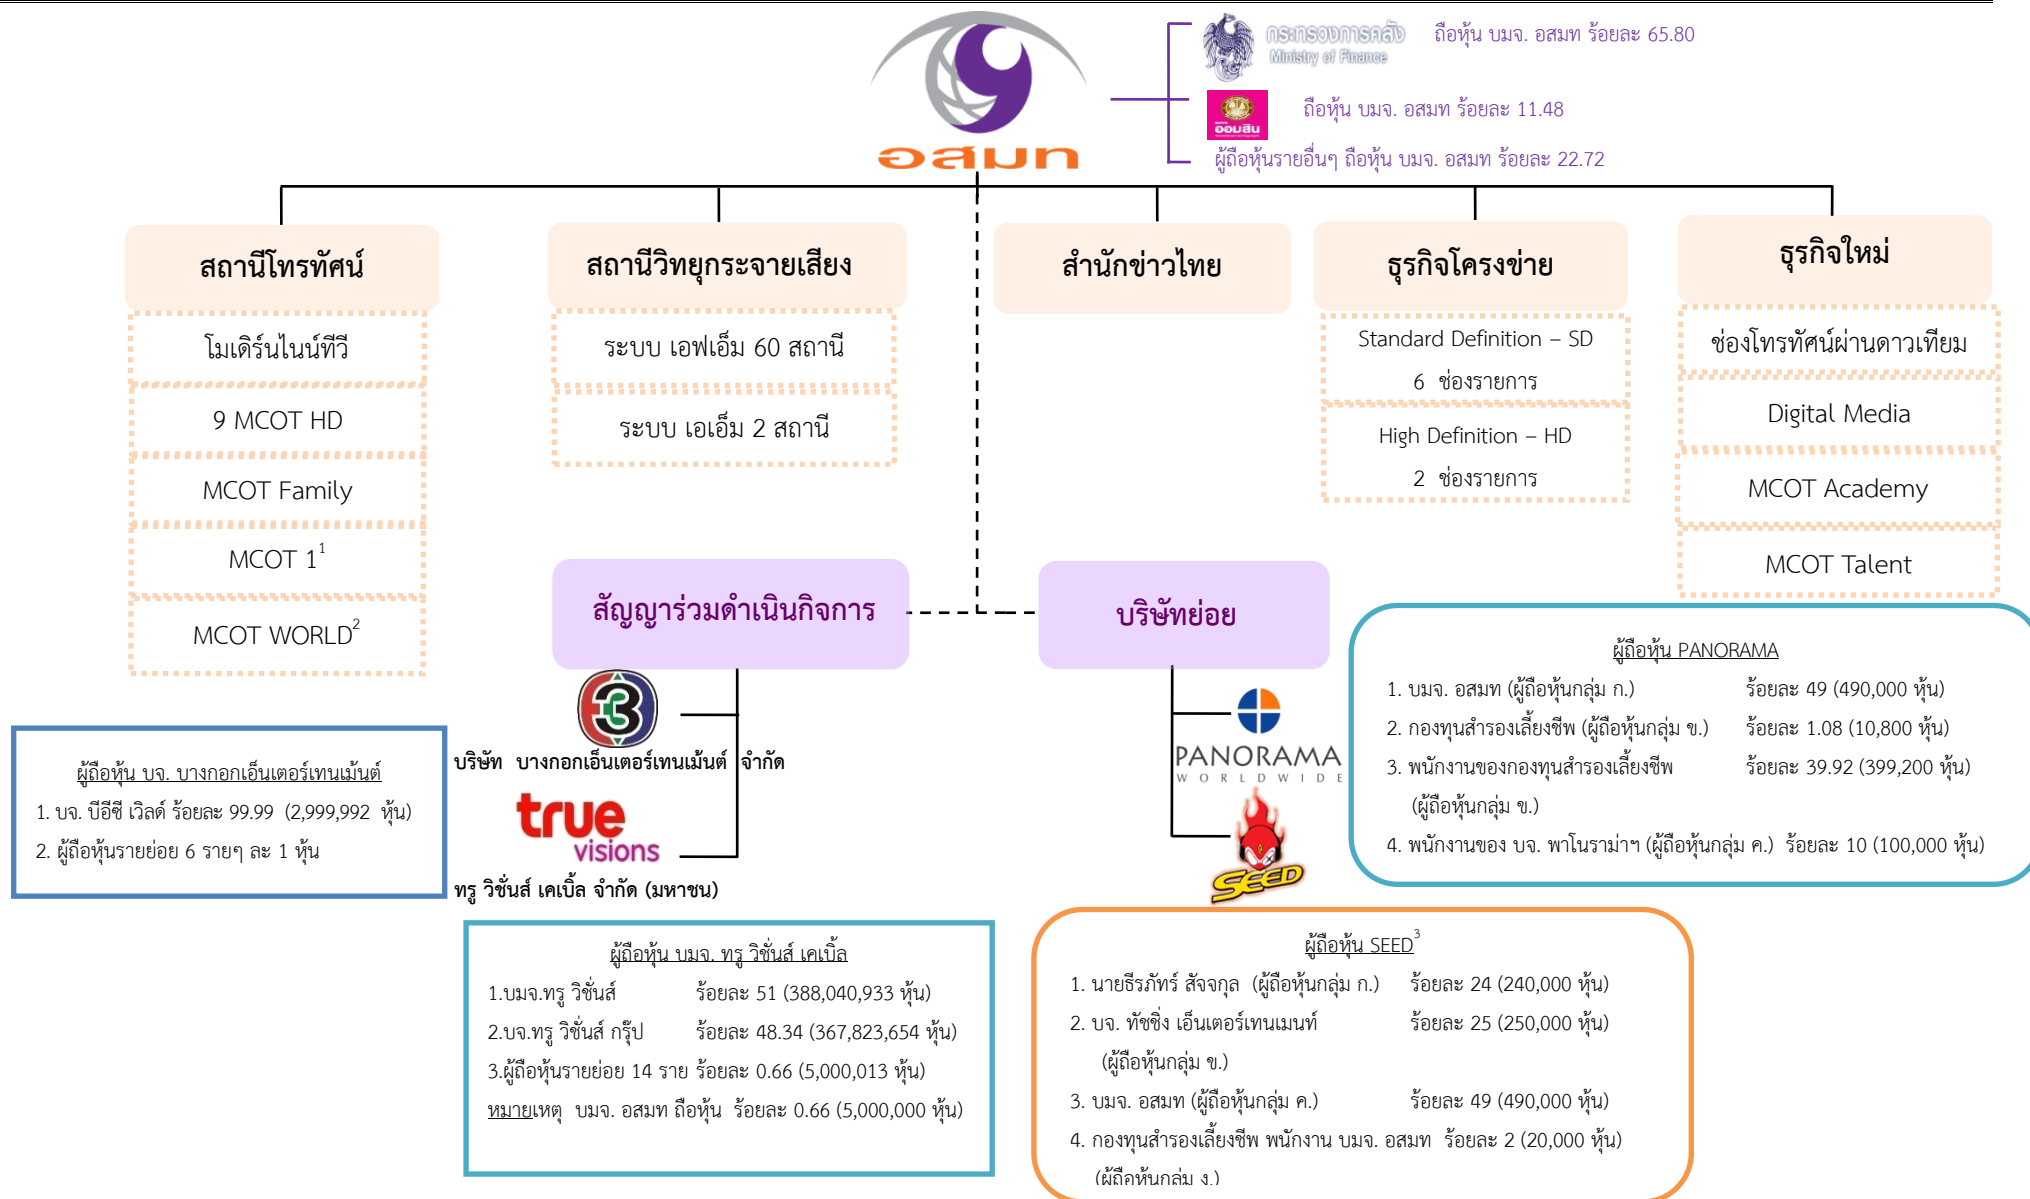 กระทรวงการคลัง
Ministry of Finance
ถือหุ้น บมจ. อสมท ร้อยละ 65.80
ออมสิน
ถือหุ้น บมจ. อสมท ร้อยละ 11.48
ผู้ถือหุ้นรายอื่นๆ ถือหุ้น บมจ. อสมท ร้อยละ 22.72
อสมท
สถานีโทรทัศน์
โมเดิร์นไนน์ทีวี
9 MCOT HD
MCOT Family
MCOT 1¹
MCOT WORLD²
สถานีวิทยุกระจายเสียง
ระบบ เอฟเอ็ม 60 สถานี
ระบบ เอเอ็ม 2 สถานี
สำนักข่าวไทย
ธุรกิจโครงข่าย
Standard Definition – SD
6 ช่องรายการ
High Definition – HD
2 ช่องรายการ
ธุรกิจใหม่
ช่องโทรทัศน์ผ่านดาวเทียม
Digital Media
MCOT Academy
MCOT Talent
สัญญาร่วมดำเนินกิจการ
3
บริษัท บางกอกเอ็นเตอร์เทนเม้นต์ จำกัด
true
visions
ทรู วิชั่นส์ เคเบิ้ล จำกัด (มหาชน)
บริษัทย่อย
PANORAMA
WORLDWIDE
SEED
ผู้ถือหุ้น บจ. บางกอกเอ็นเตอร์เทนเม้นต์
1. บจ. บีอีซี เวิลด์ ร้อยละ 99.99 (2,999,992 หุ้น)
2. ผู้ถือหุ้นรายย่อย 6 รายๆ ละ 1 หุ้น
ผู้ถือหุ้น บมจ. ทรู วิชั่นส์ เคเบิ้ล
1.บมจ.ทรู วิชั่นส์ ร้อยละ 51 (388,040,933 หุ้น)
2.บจ.ทรู วิชั่นส์ กรุ๊ป ร้อยละ 48.34 (367,823,654 หุ้น)
3.ผู้ถือหุ้นรายย่อย 14 ราย ร้อยละ 0.66 (5,000,013 หุ้น)
หมายเหตุ บมจ. อสมท ถือหุ้น ร้อยละ 0.66 (5,000,000 หุ้น)
ผู้ถือหุ้น PANORAMA
1. บมจ. อสมท (ผู้ถือหุ้นกลุ่ม ก.) ร้อยละ 49 (490,000 หุ้น)
2. กองทุนสำรองเลี้ยงชีพ (ผู้ถือหุ้นกลุ่ม ข.) ร้อยละ 1.08 (10,800 หุ้น)
3. พนักงานของกองทุนสำรองเลี้ยงชีพ ร้อยละ 39.92 (399,200 หุ้น)
(ผู้ถือหุ้นกลุ่ม ข.)
4. พนักงานของ บจ. พาโนราม่าฯ (ผู้ถือหุ้นกลุ่ม ค.) ร้อยละ 10 (100,000 หุ้น)
ผู้ถือหุ้น SEED³
1. นายธีรภัทร์ สัจจกุล (ผู้ถือหุ้นกลุ่ม ก.) ร้อยละ 24 (240,000 หุ้น)
2. บจ. ทัชชิ่ง เอ็นเตอร์เทนเมนท์ ร้อยละ 25 (250,000 หุ้น)
(ผู้ถือหุ้นกลุ่ม ข.)
3. บมจ. อสมท (ผู้ถือหุ้นกลุ่ม ค.) ร้อยละ 49 (490,000 หุ้น)
4. กองทุนสำรองเลี้ยงชีพ พนักงาน บมจ. อสมท ร้อยละ 2 (20,000 หุ้น)
(ผู้ถือหุ้นกลุ่ม ง.)